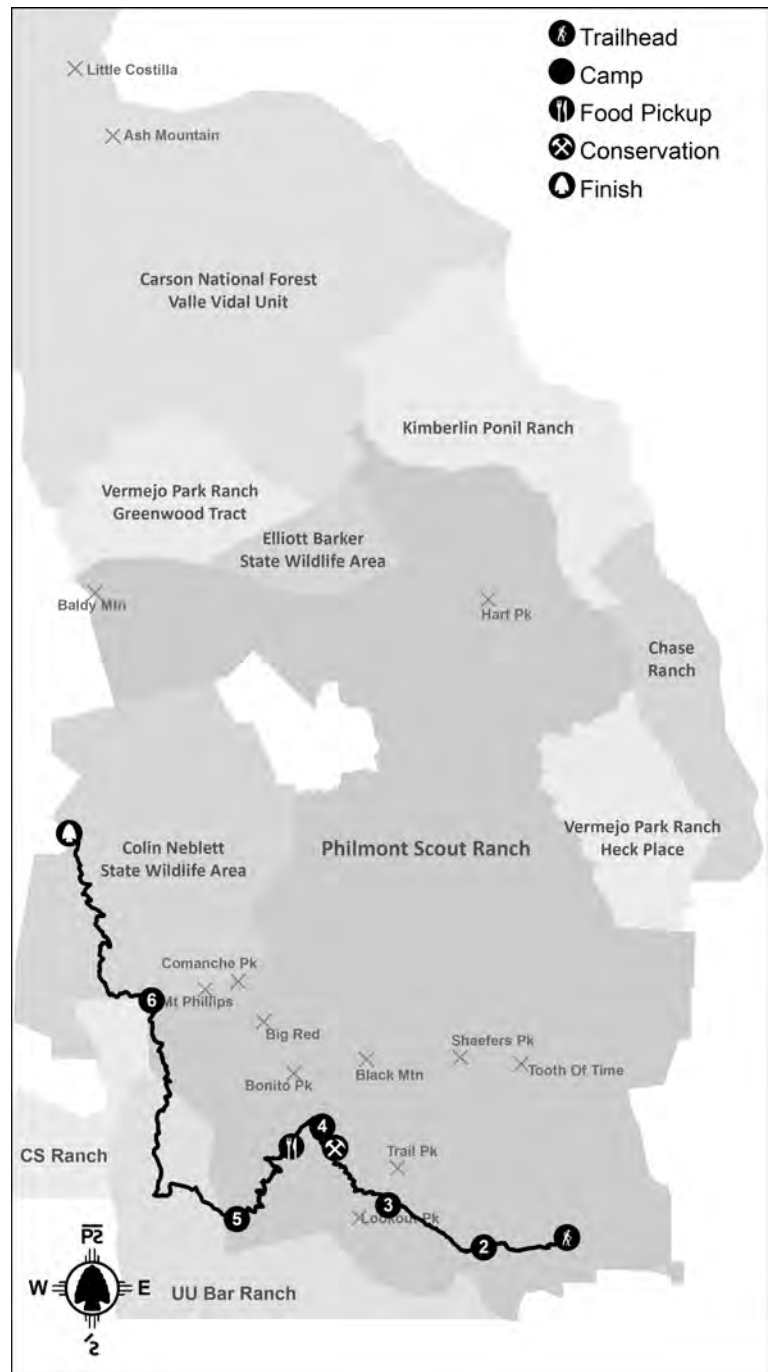 Trailhead
Camp
Food Pickup
Conservation
Finish
Little Costilla
Ash Mountain
Carson National Forest
Valle Vidal Unit
Kimberlin Ponil Ranch
Vermejo Park Ranch
Greenwood Tract
Elliott Barker
State Wildlife Area
Baldy Mtn
Hart Pk
Chase
Ranch
Colin Neblett
State Wildlife Area
Philmont Scout Ranch
Vermejo Park Ranch
Heck Place
Comanche Pk
6
Mt Phillips
Big Red
Shaefers Pk
Black Mtn
Tooth Of Time
Bonito Pk
4
CS Ranch
Trail Pk
3
5
Lookout Pk
2
W
E
UU Bar Ranch